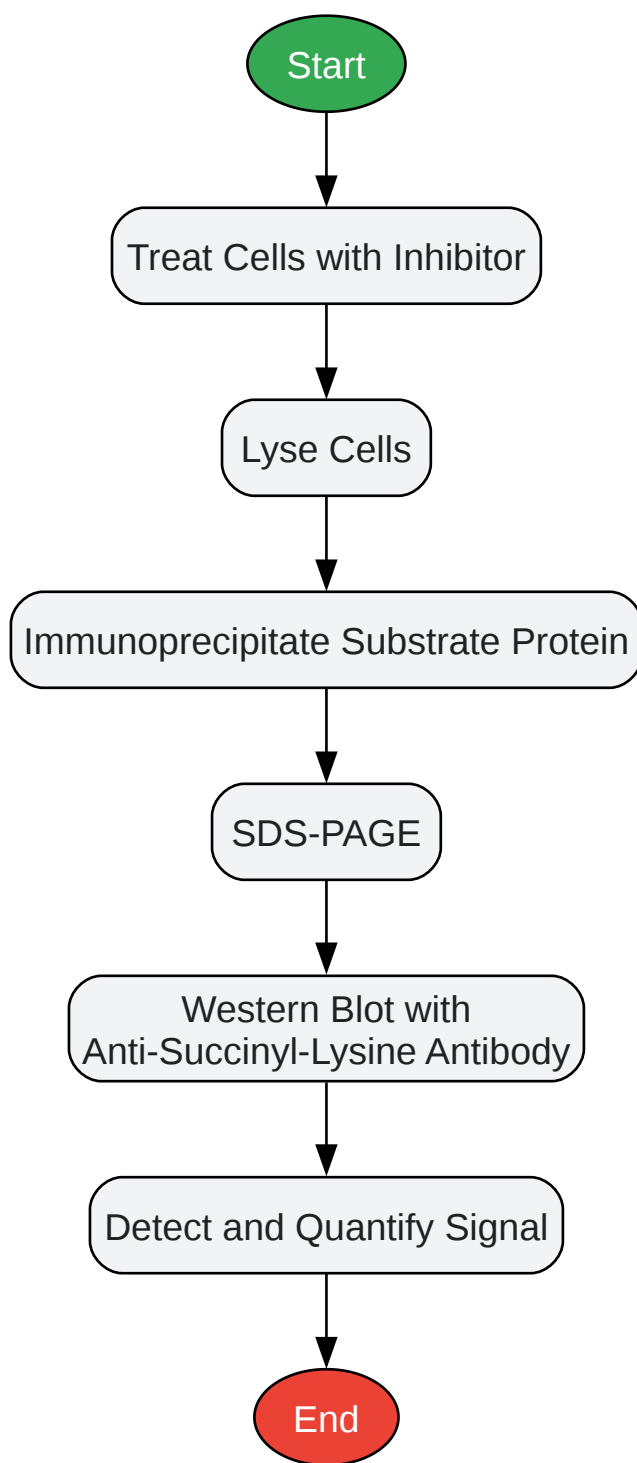 Start
Treat Cells with Inhibitor
Lyse Cells
Immunoprecipitate Substrate Protein
SDS-PAGE
Western Blot with
Anti-Succinyl-Lysine Antibody
Detect and Quantify Signal
End